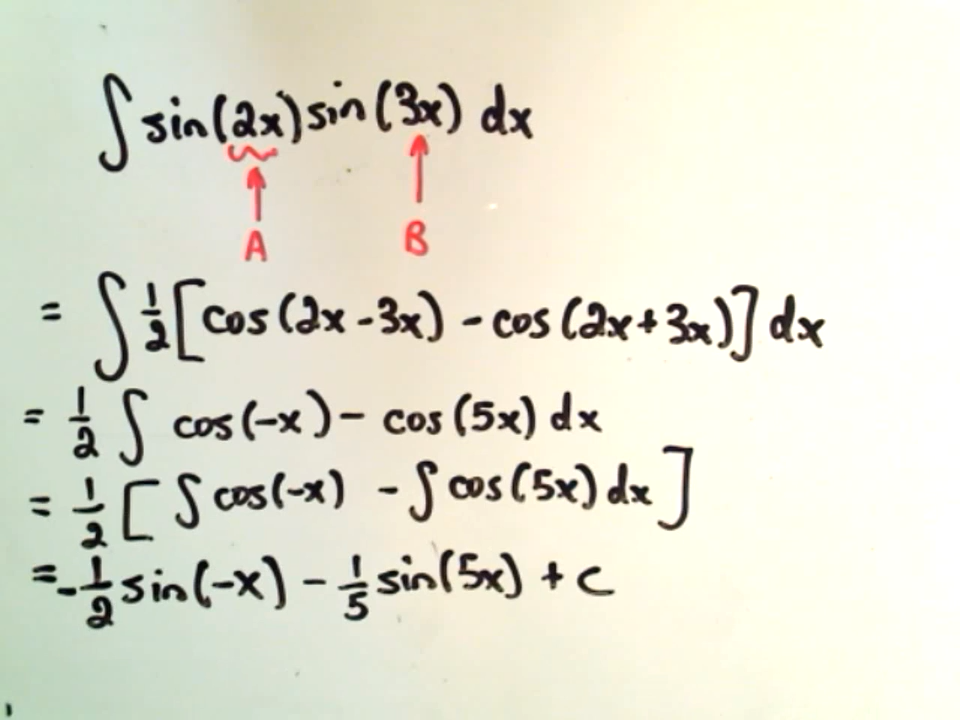 ∫ sin(2x) sin(3x) dx
A B
= ∫ 1/2 [cos(2x - 3x) - cos(2x + 3x)] dx
= 1/2 ∫ cos(-x) - cos(5x) dx
= 1/2 [ ∫ cos(-x) - ∫ cos(5x) dx ]
= -1/2 sin(-x) - 1/5 sin(5x) + c